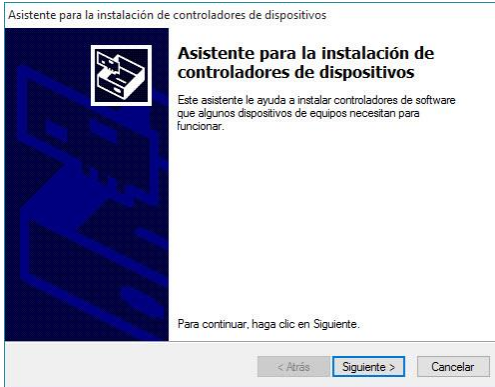 Asistente para la instalación de controladores de dispositivos
Asistente para la instalación de
controladores de dispositivos
Este asistente le ayuda a instalar controladores de software
que algunos dispositivos de equipos necesitan para
funcionar.
Para continuar, haga clic en Siguiente.
< Atrás
Siguiente >
Cancelar